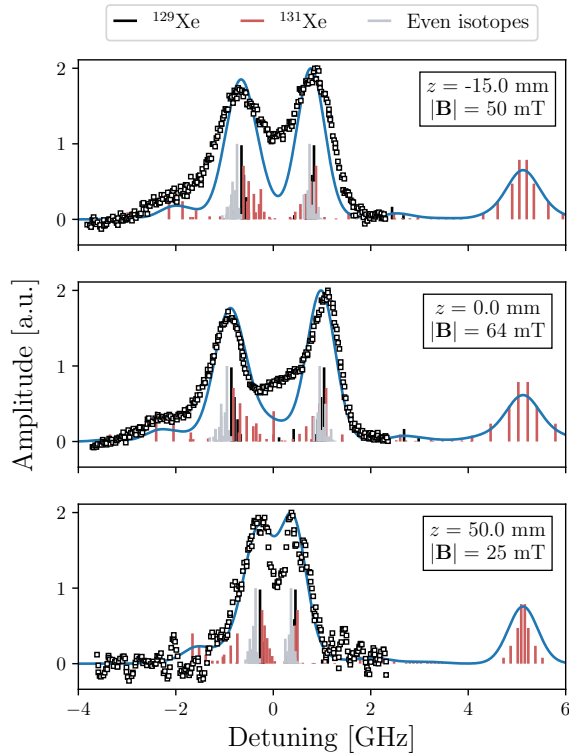 ¹²⁹Xe ¹³¹Xe Even isotopes
2
1
0
z = -15.0 mm
|B| = 50 mT
2
1
0
z = 0.0 mm
|B| = 64 mT
2
1
0
z = 50.0 mm
|B| = 25 mT
Amplitude [a.u.]
−4 −2 0 2 4 6
Detuning [GHz]